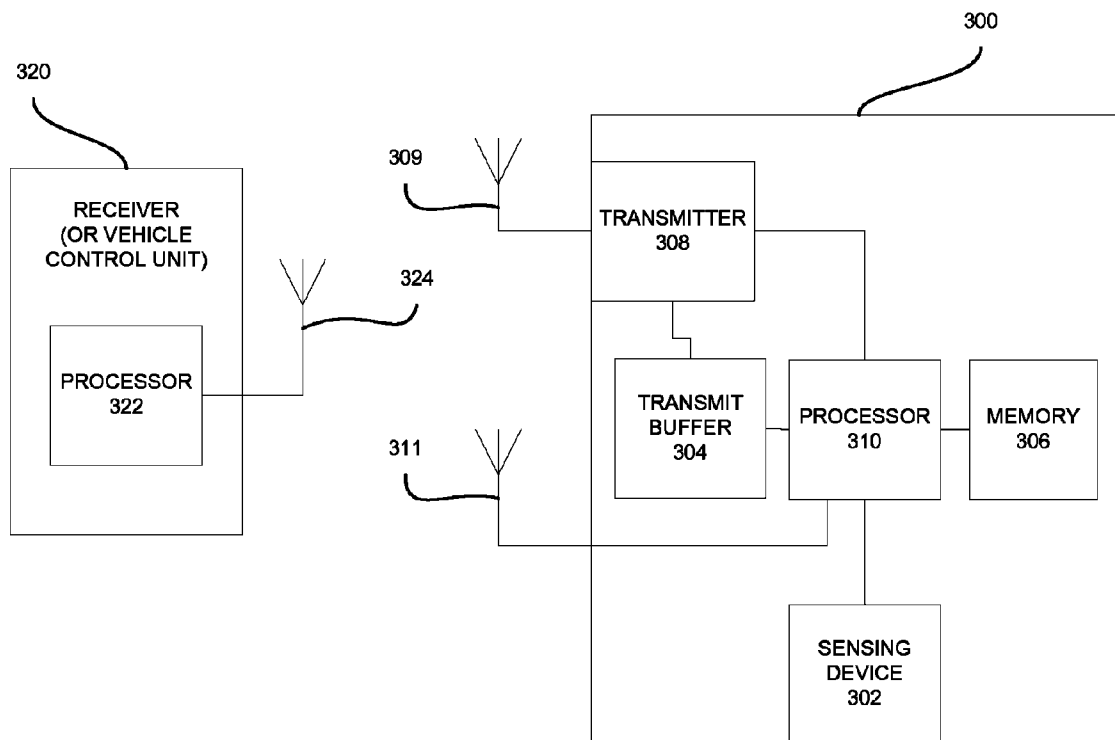 300
320
309
RECEIVER
(OR VEHICLE
CONTROL UNIT)
TRANSMITTER
308
324
PROCESSOR
322
TRANSMIT
BUFFER
304
PROCESSOR
310
MEMORY
306
311
SENSING
DEVICE
302